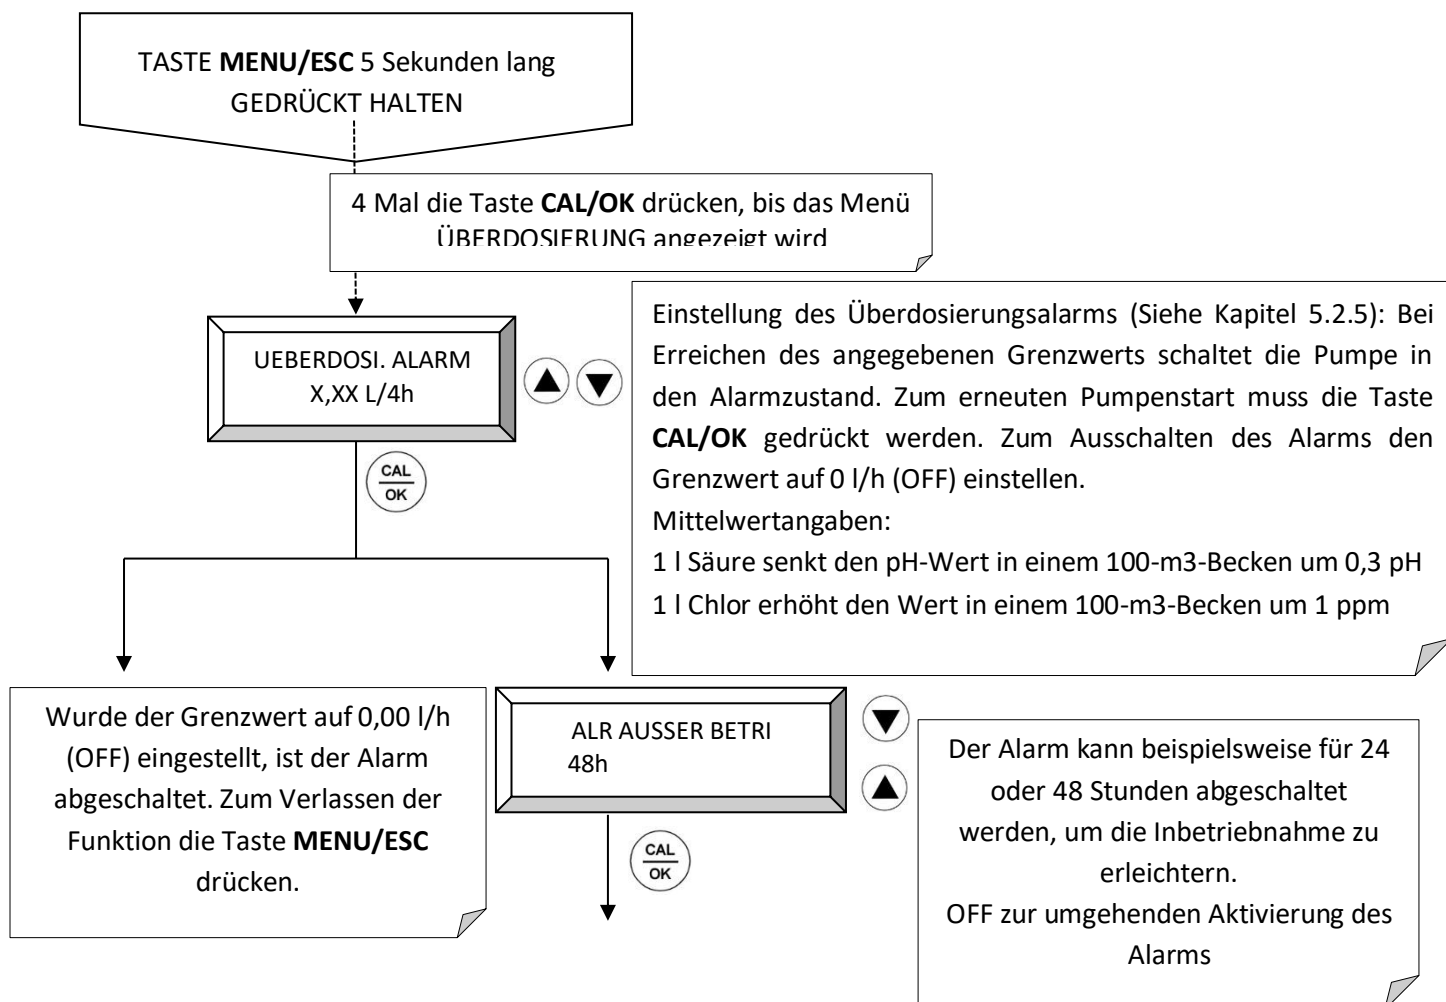 TASTE MENU/ESC 5 Sekunden lang
GEDRÜCKT HALTEN
4 Mal die Taste CAL/OK drücken, bis das Menü
ÜBERDOSIERUNG angezeigt wird
UEBERDOSI. ALARM
X,XX L/4h
CAL
OK
Einstellung des Überdosierungsalarms (Siehe Kapitel 5.2.5): Bei
Erreichen des angegebenen Grenzwerts schaltet die Pumpe in
den Alarmzustand. Zum erneuten Pumpenstart muss die Taste
CAL/OK gedrückt werden. Zum Ausschalten des Alarms den
Grenzwert auf 0 l/h (OFF) einstellen.
Mittelwertangaben:
1 l Säure senkt den pH-Wert in einem 100-m3-Becken um 0,3 pH
1 l Chlor erhöht den Wert in einem 100-m3-Becken um 1 ppm
Wurde der Grenzwert auf 0,00 l/h
(OFF) eingestellt, ist der Alarm
abgeschaltet. Zum Verlassen der
Funktion die Taste MENU/ESC
drücken.
ALR AUSSER BETRI
48h
CAL
OK
Der Alarm kann beispielsweise für 24
oder 48 Stunden abgeschaltet
werden, um die Inbetriebnahme zu
erleichtern.
OFF zur umgehenden Aktivierung des
Alarms